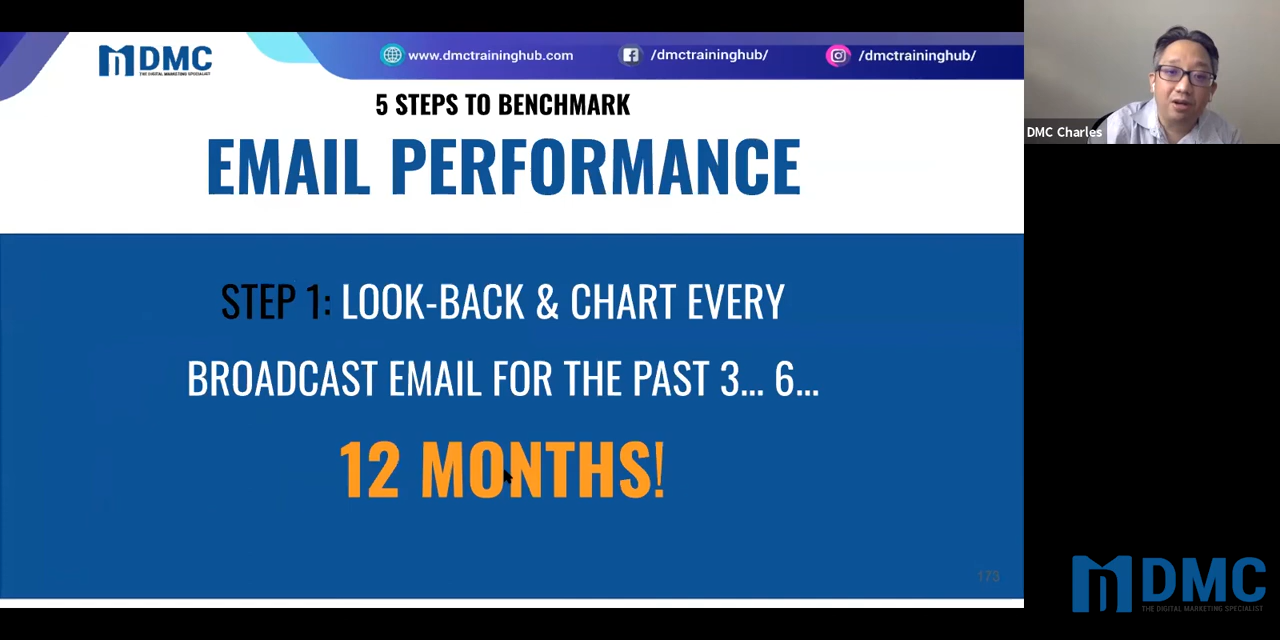 DMC
THE DIGITAL MARKETING SPECIALIST
www.dmctraininghub.com
/dmctraininghub/
/dmctraininghub/
5 STEPS TO BENCHMARK
EMAIL PERFORMANCE
DMC Charles
STEP 1: LOOK-BACK & CHART EVERY
BROADCAST EMAIL FOR THE PAST 3... 6...
12 MONTHS!
173
DMC
THE DIGITAL MARKETING SPECIALIST